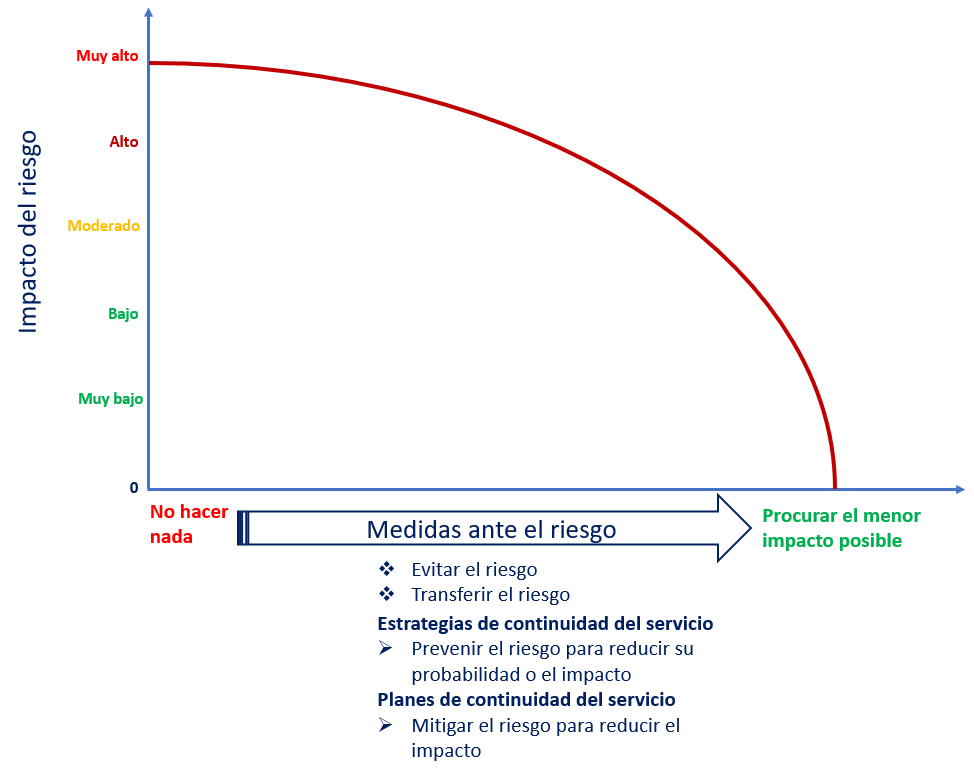 Impacto del riesgo
Muy alto
Alto
Moderado
Bajo
Muy bajo
0
No hacer
nada
Medidas ante el riesgo
Procurar el menor
impacto posible
Evitar el riesgo
Transferir el riesgo
Estrategias de continuidad del servicio
Prevenir el riesgo para reducir su
probabilidad o el impacto
Planes de continuidad del servicio
Mitigar el riesgo para reducir el
impacto